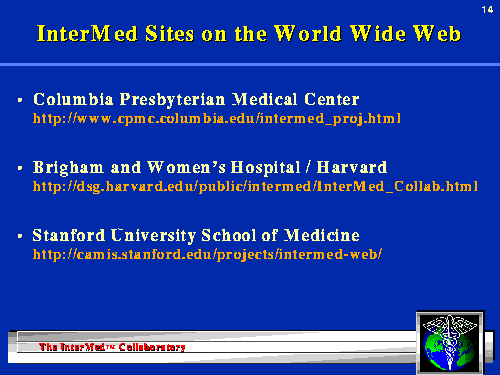 14
InterMed Sites on the World Wide Web
• Columbia Presbyterian Medical Center
http://www.cpmc.columbia.edu/intermed_proj.html
• Brigham and Women's Hospital / Harvard
http://dsg.harvard.edu/public/intermed/InterMed_Collab.html
• Stanford University School of Medicine
http://camis.stanford.edu/projects/intermed-web/
The InterMed™ Collaboratory